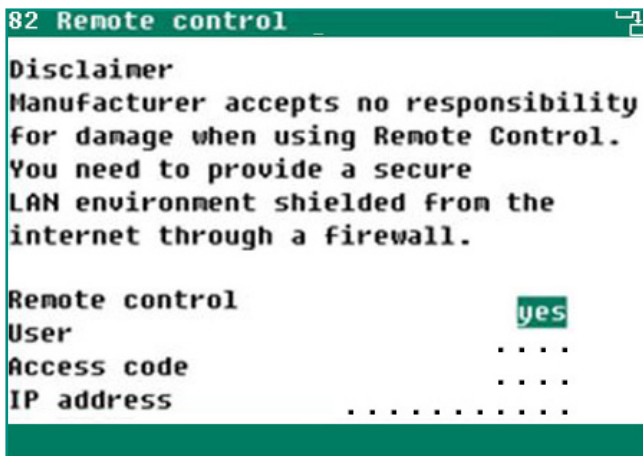 82 Remote control _
Disclaimer
Manufacturer accepts no responsibility
for damage when using Remote Control.
You need to provide a secure
LAN environment shielded from the
internet through a firewall.
Remote control yes
User ....
Access code ....
IP address ...........